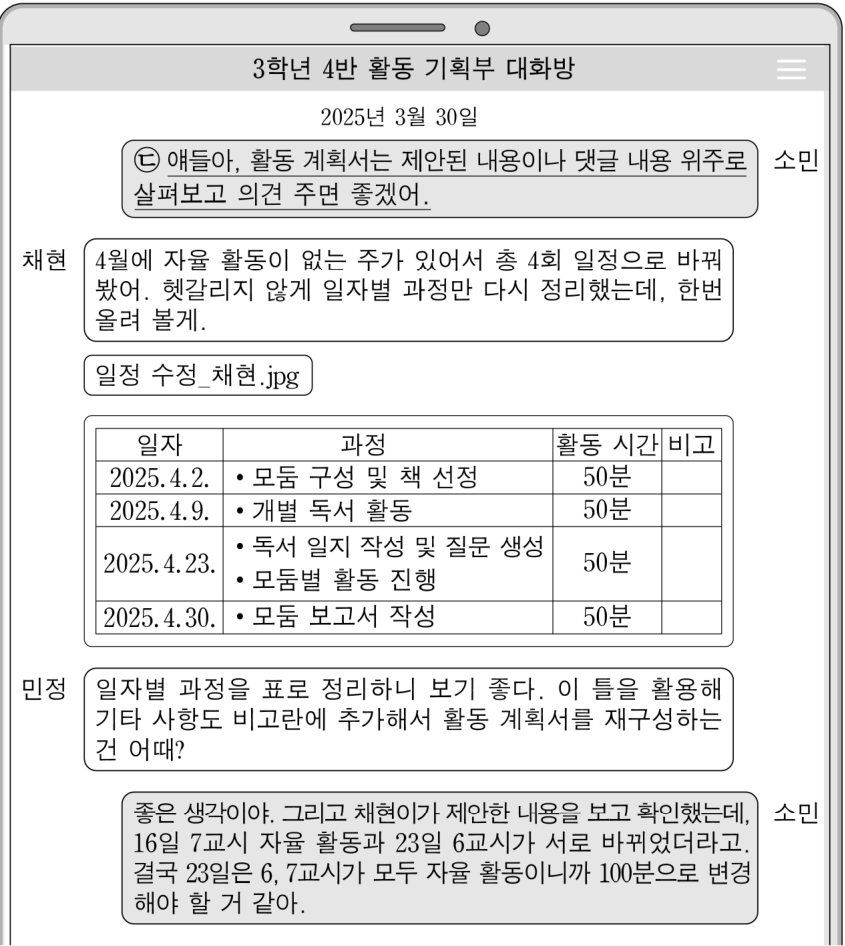 3학년 4반 활동 기획부 대화방
2025년 3월 30일
㉢ 얘들아, 활동 계획서는 제안된 내용이나 댓글 내용 위주로
살펴보고 의견 주면 좋겠어.
소민
채현
4월에 자율 활동이 없는 주가 있어서 총 4회 일정으로 바꿔
봤어. 헷갈리지 않게 일자별 과정만 다시 정리했는데, 한번
올려 볼게.
일정 수정_채현.jpg
일자 과정 활동 시간 비고
2025.4.2. • 모둠 구성 및 책 선정 50분
2025.4.9. • 개별 독서 활동 50분
2025.4.23. • 독서 일지 작성 및 질문 생성 50분
• 모둠별 활동 진행
2025.4.30. • 모둠 보고서 작성 50분
민정
일자별 과정을 표로 정리하니 보기 좋다. 이 틀을 활용해
기타 사항도 비고란에 추가해서 활동 계획서를 재구성하는
건 어때?
좋은 생각이야. 그리고 채현이가 제안한 내용을 보고 확인했는데,
16일 7교시 자율 활동과 23일 6교시가 서로 바뀌었더라고.
결국 23일은 6, 7교시가 모두 자율 활동이니까 100분으로 변경
해야 할 거 같아.
소민